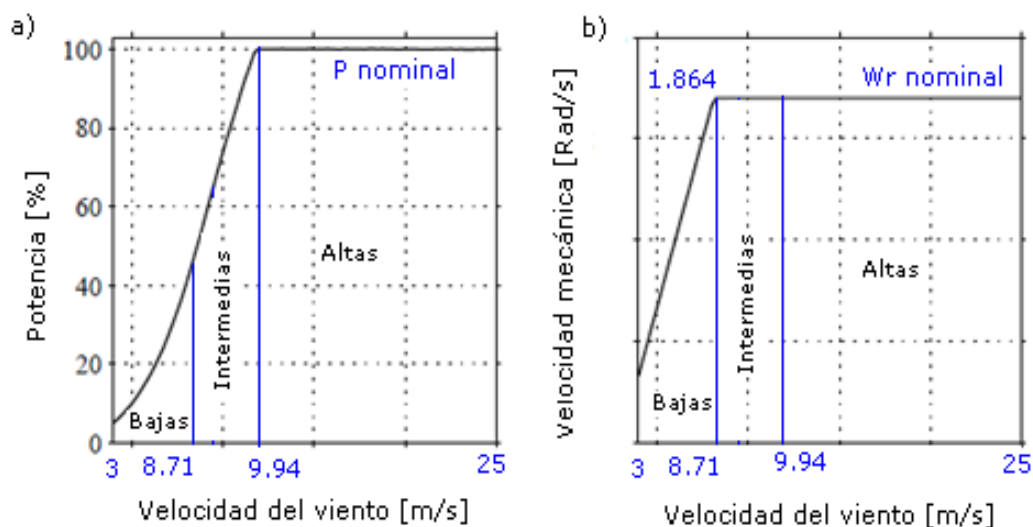 a)
Potencia [%]
100
80
60
40
20
0
P nominal
Bajas
Intermedias
Altas
3 8.71 9.94 25
Velocidad del viento [m/s]
b)
Velocidad mecánica [Rad/s]
1.864
Wr nominal
Bajas
Intermedias
Altas
3 8.71 9.94 25
Velocidad del viento [m/s]